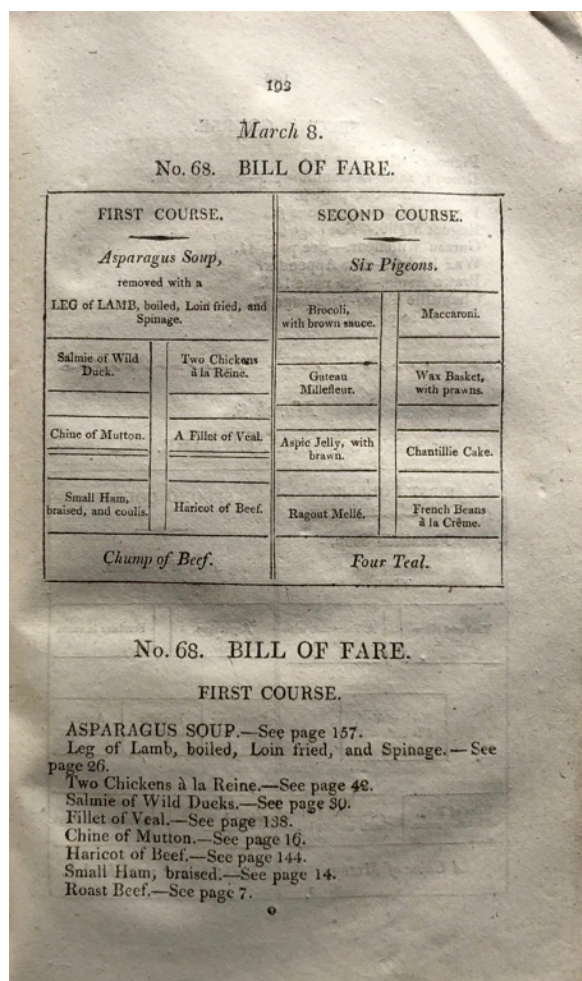 102
March 8.
No. 68. BILL OF FARE.
FIRST COURSE.
Asparagus Soup,
removed with a
LEG of LAMB, boiled, Loin fried, and
Spinage.
Salmie of Wild
Duck.
Two Chickens
à la Reine.
Chine of Mutton.
A Fillet of Veal.
Small Ham,
braised, and coulis.
Haricot of Beef.
Chump of Beef.
SECOND COURSE.
Six Pigeons.
Brocoli,
with brown sauce.
Maccaroni.
Gateau
Millefleur.
Wax Basket,
with prawns.
Aspic Jelly, with
brawn.
Chantillie Cake.
Ragout Mellé.
French Beans
à la Crême.
Four Teal.
No. 68. BILL OF FARE.
FIRST COURSE.
ASPARAGUS SOUP.—See page 157.
Leg of Lamb, boiled, Loin fried, and Spinage.—See
page 26.
Two Chickens à la Reine.—See page 42.
Salmie of Wild Ducks.—See page 30.
Fillet of Veal.—See page 138.
Chine of Mutton.—See page 16.
Haricot of Beef.—See page 144.
Small Ham, braised.—See page 14.
Roast Beef.—See page 7.